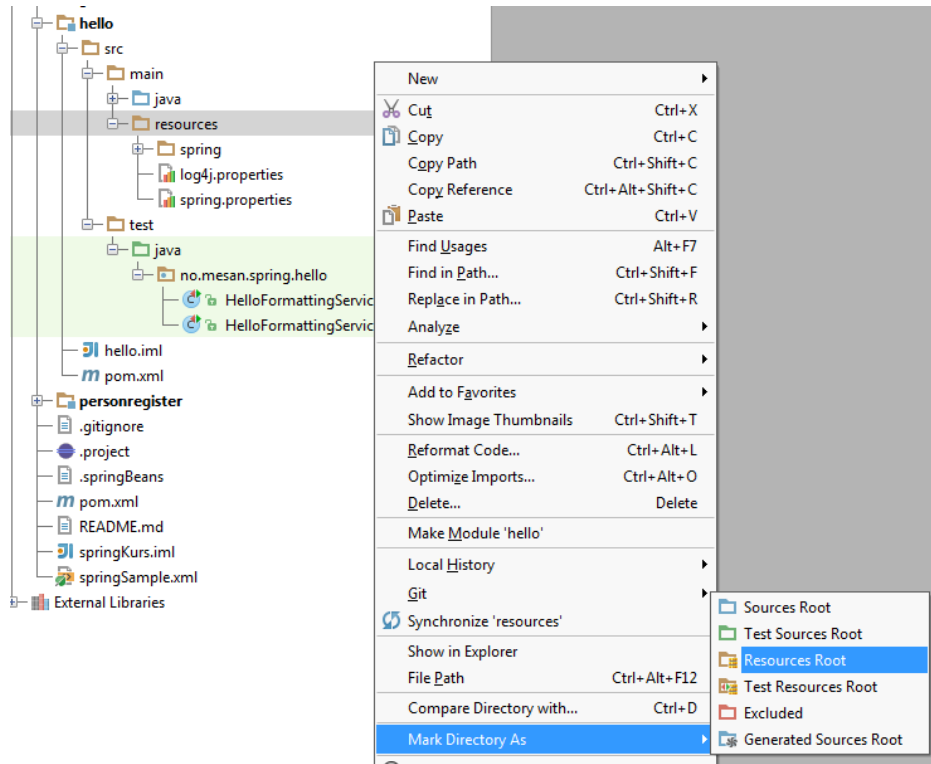 hello
src
main
java
resources
spring
log4j.properties
spring.properties
test
java
no.mesan.spring.hello
HelloFormattingServic
HelloFormattingServic
hello.iml
pom.xml
personregister
.gitignore
.project
.springBeans
pom.xml
README.md
springKurs.iml
springSample.xml
External Libraries
New
Cut Ctrl+X
Copy Ctrl+C
Copy Path Ctrl+Shift+C
Copy Reference Ctrl+Alt+Shift+C
Paste Ctrl+V
Find Usages Alt+F7
Find in Path... Ctrl+Shift+F
Replace in Path... Ctrl+Shift+R
Analyze
Refactor
Add to Favorites
Show Image Thumbnails Ctrl+Shift+T
Reformat Code... Ctrl+Alt+L
Optimize Imports... Ctrl+Alt+O
Delete... Delete
Make Module 'hello'
Local History
Git
Synchronize 'resources'
Show in Explorer
File Path Ctrl+Alt+F12
Compare Directory with... Ctrl+D
Mark Directory As
Sources Root
Test Sources Root
Resources Root
Test Resources Root
Excluded
Generated Sources Root